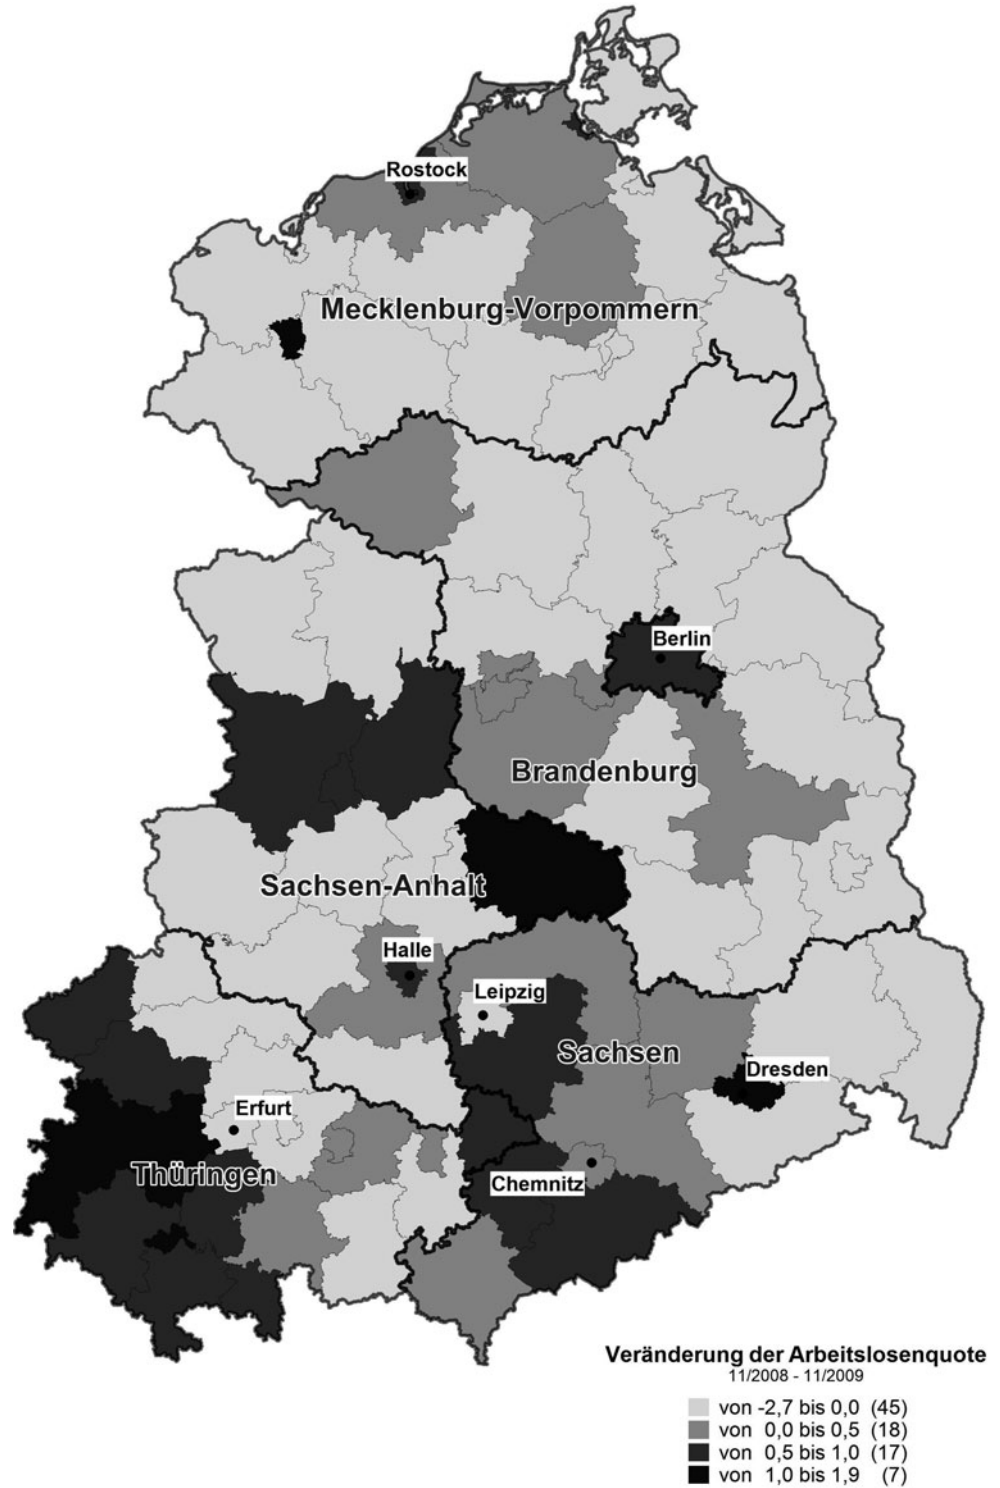 Rostock
Mecklenburg-Vorpommern
Berlin
Brandenburg
Sachsen-Anhalt
Halle
Leipzig
Sachsen
Dresden
Erfurt
Thüringen
Chemnitz
Veränderung der Arbeitslosenquote
11/2008 - 11/2009
von -2,7 bis 0,0 (45)
von 0,0 bis 0,5 (18)
von 0,5 bis 1,0 (17)
von 1,0 bis 1,9 (7)